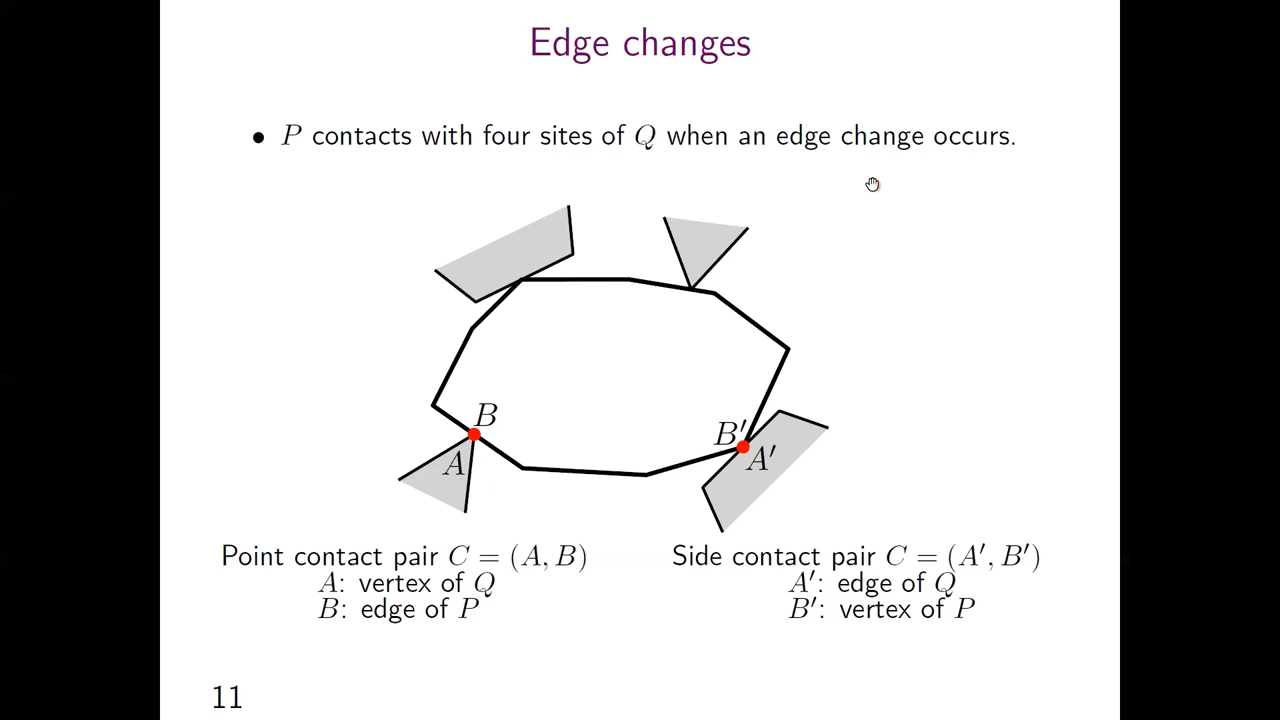 Edge changes
• P contacts with four sites of Q when an edge change occurs.
B
A
B′
A′
Point contact pair C = (A, B)
A: vertex of Q
B: edge of P
Side contact pair C = (A′, B′)
A′: edge of Q
B′: vertex of P
11